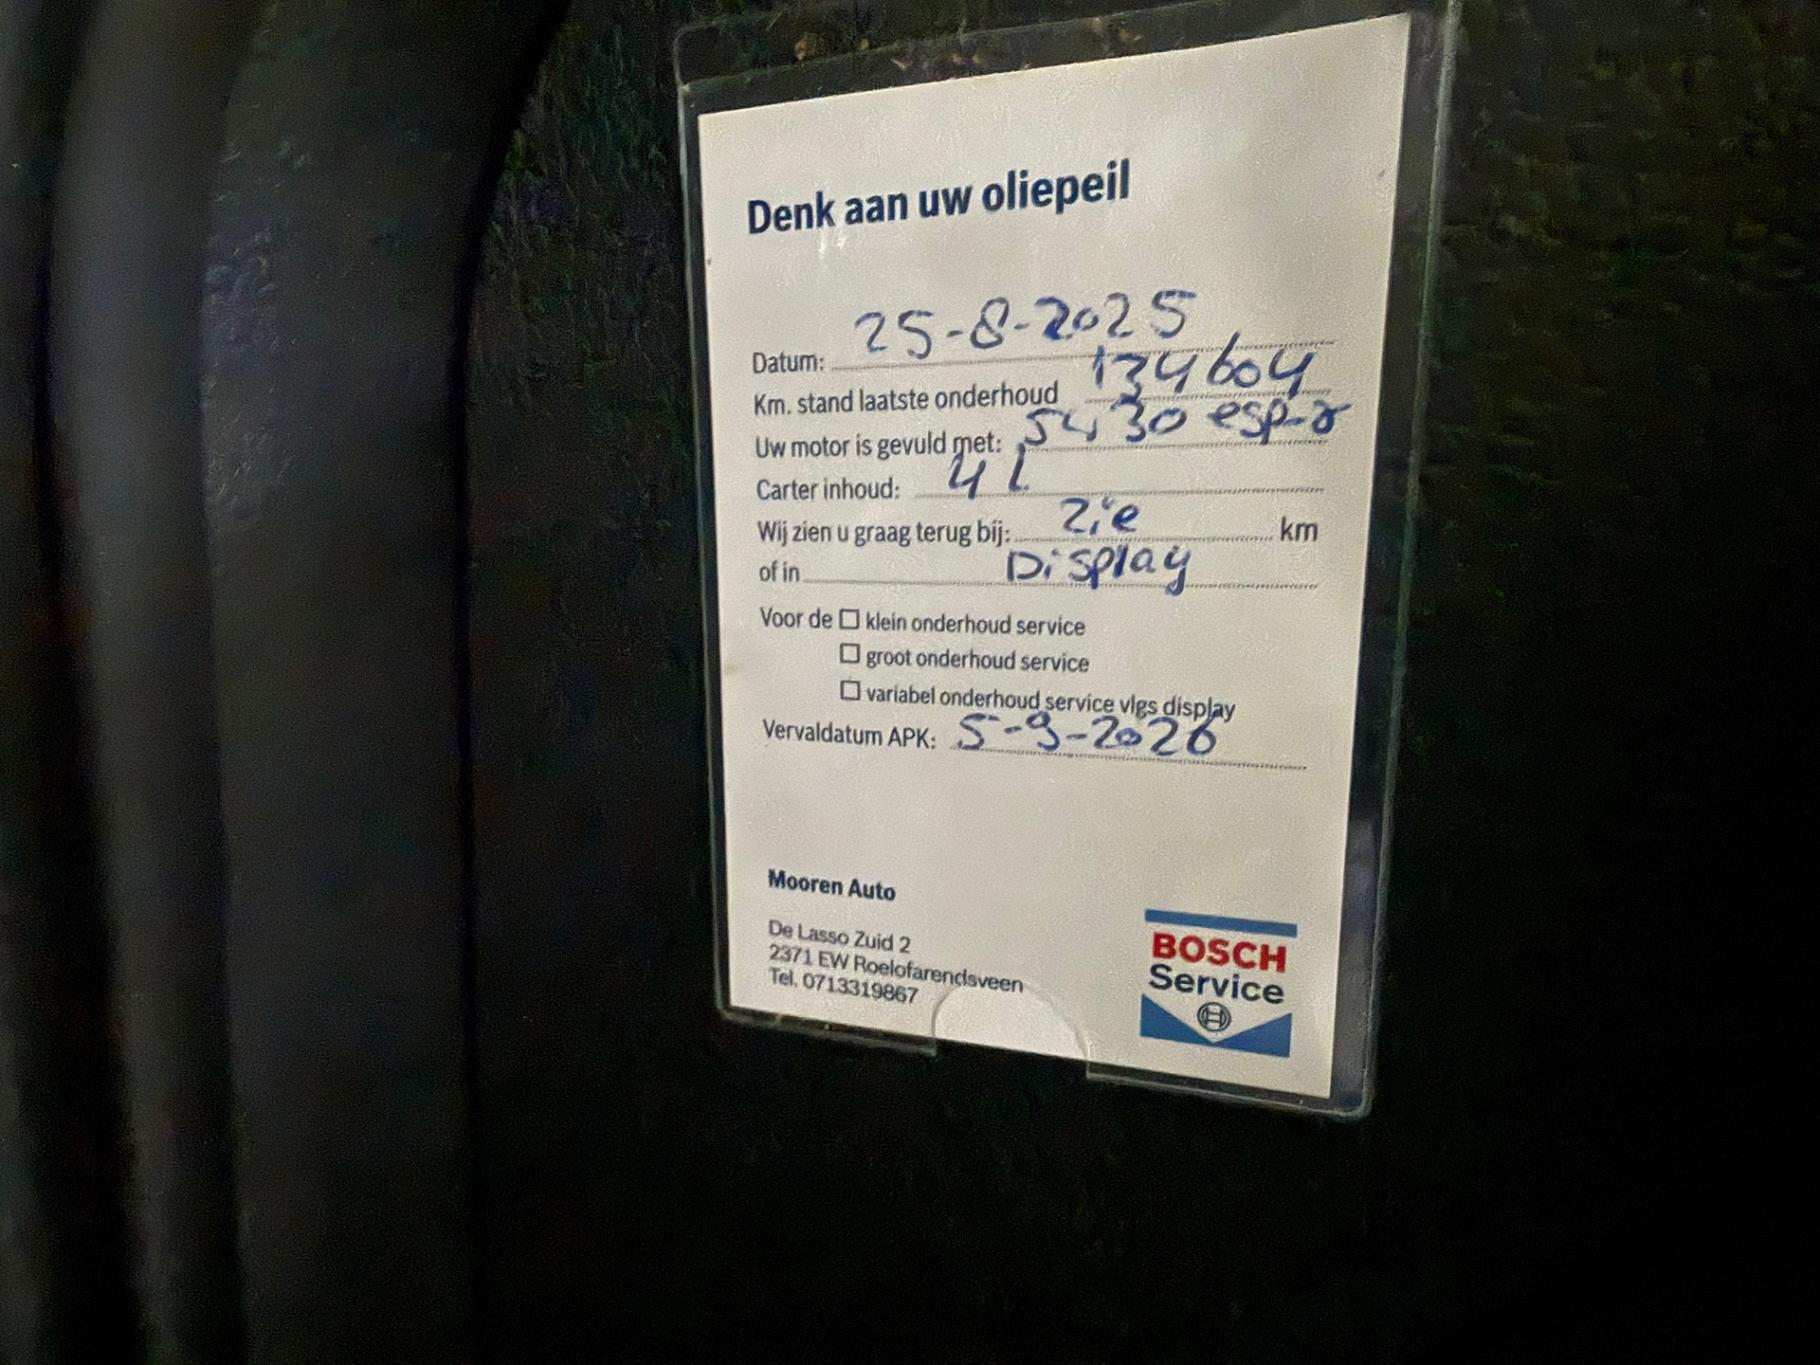 Denk aan uw oliepeil
Datum: 25-8-2025
Km. stand laatste onderhoud 134604
Uw motor is gevuld met: 5w30 esp-r
Carter inhoud: 4 L
Wij zien u graag terug bij: zie km
of in Display
Voor de ☐ klein onderhoud service
☐ groot onderhoud service
☐ variabel onderhoud service vlgs display
Vervaldatum APK: 5-9-2026
Mooren Auto
De Lasso Zuid 2
2371 EW Roelofarendsveen
Tel. 0713319867
BOSCH
Service